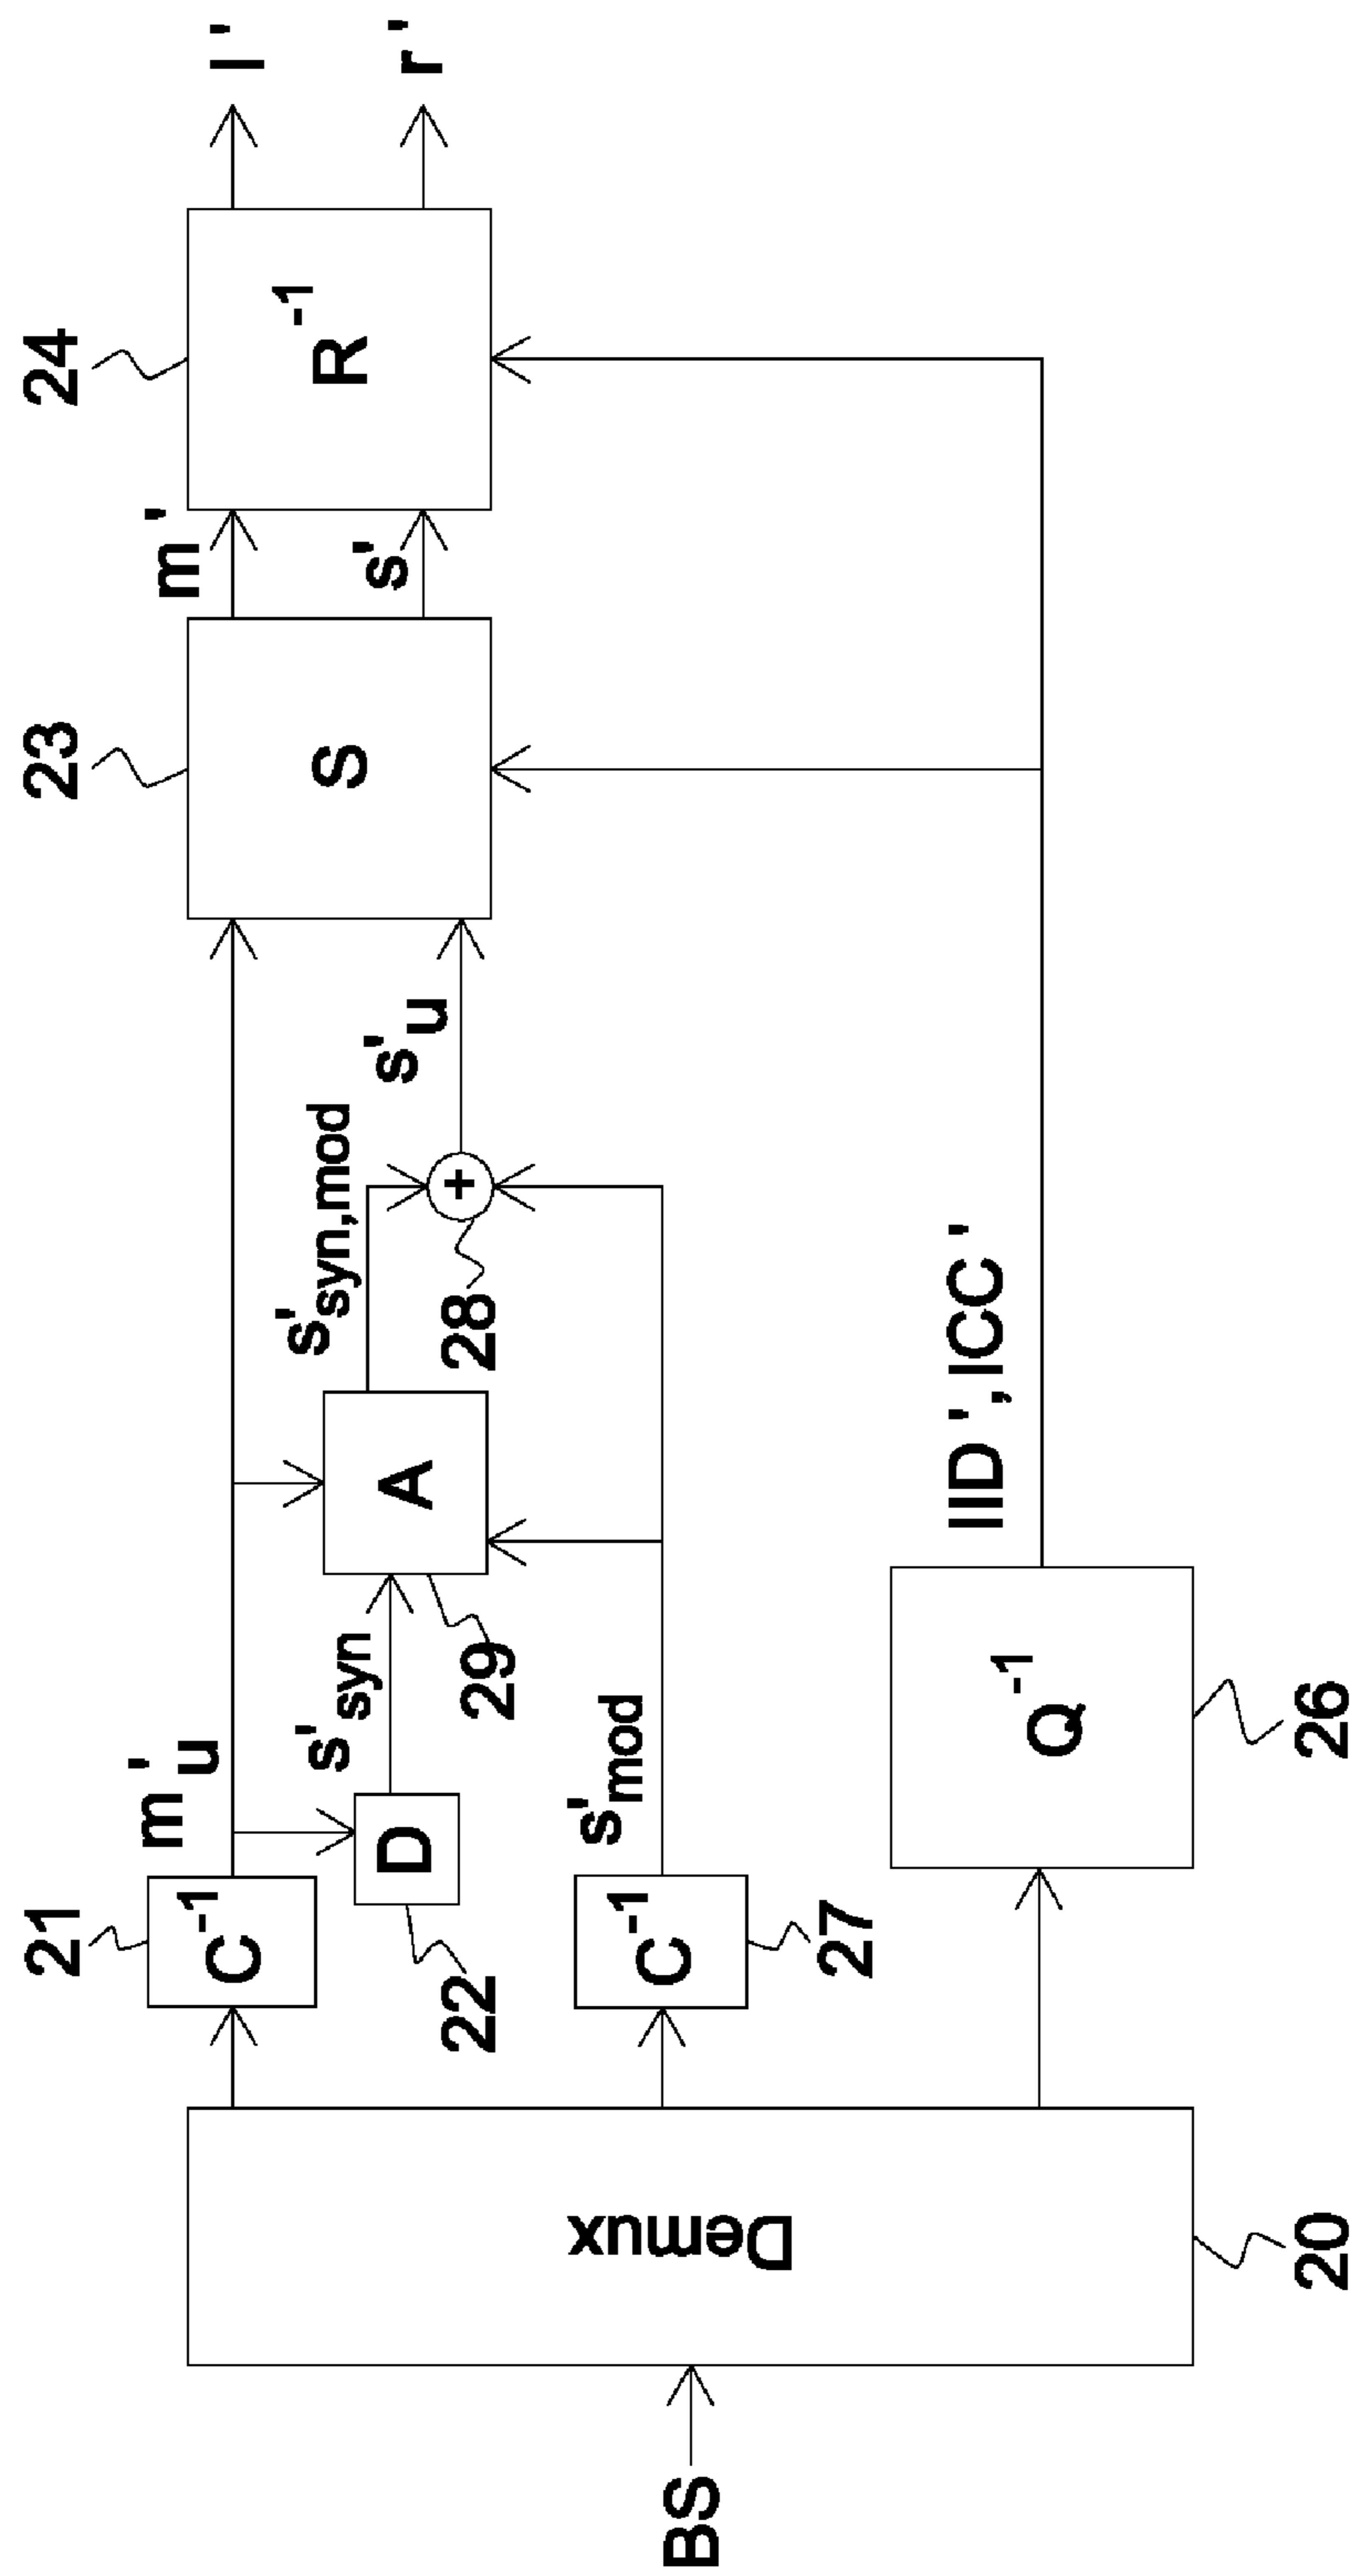 BS
Demux
20
21
C⁻¹
m'u
22
D
s'syn
29
A
s'syn,mod
28
+
s'u
27
C⁻¹
s'mod
26
Q⁻¹
IID ',ICC '
23
S
m'
s'
24
R⁻¹
l'
r'